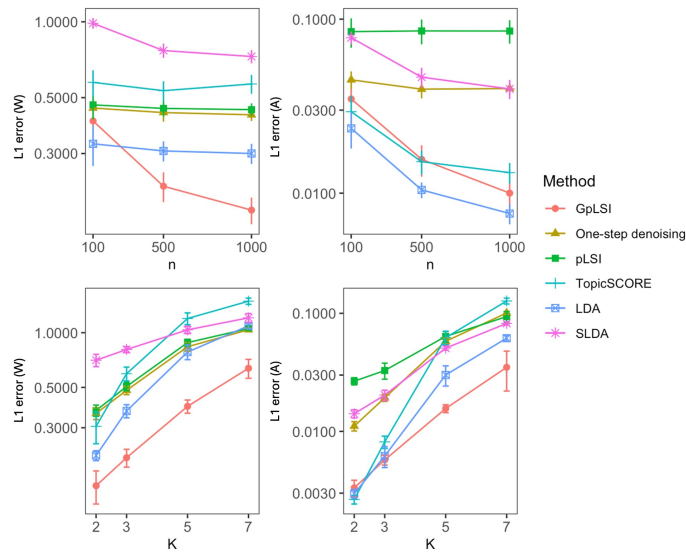 1.0000
0.5000
0.3000
L1 error (W)
100 500 1000
n
0.1000
0.0300
0.0100
L1 error (A)
100 500 1000
n
1.0000
0.5000
0.3000
L1 error (W)
2 3 5 7
K
0.1000
0.0300
0.0100
0.0030
L1 error (A)
2 3 5 7
K
Method
GpLSI
One-step denoising
pLSI
TopicSCORE
LDA
SLDA